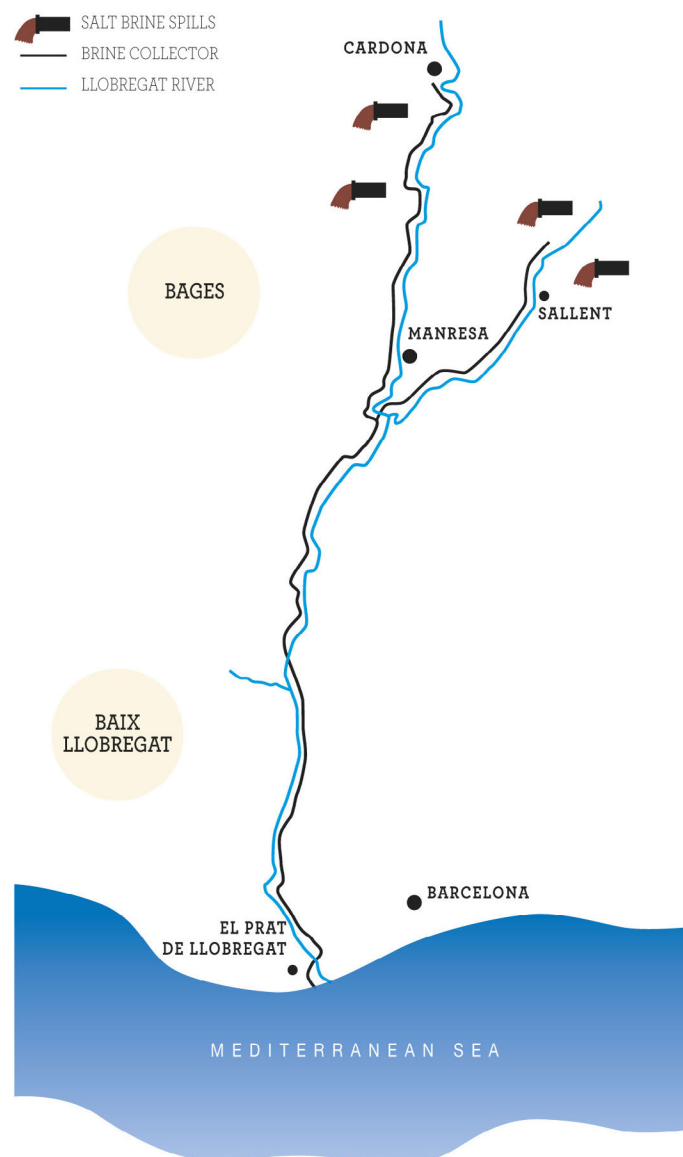 SALT BRINE SPILLS
BRINE COLLECTOR
LLOBREGAT RIVER
CARDONA
BAGES
SALLENT
MANRESA
BAIX
LLOBREGAT
BARCELONA
EL PRAT
DE LLOBREGAT
MEDITERRANEAN SEA